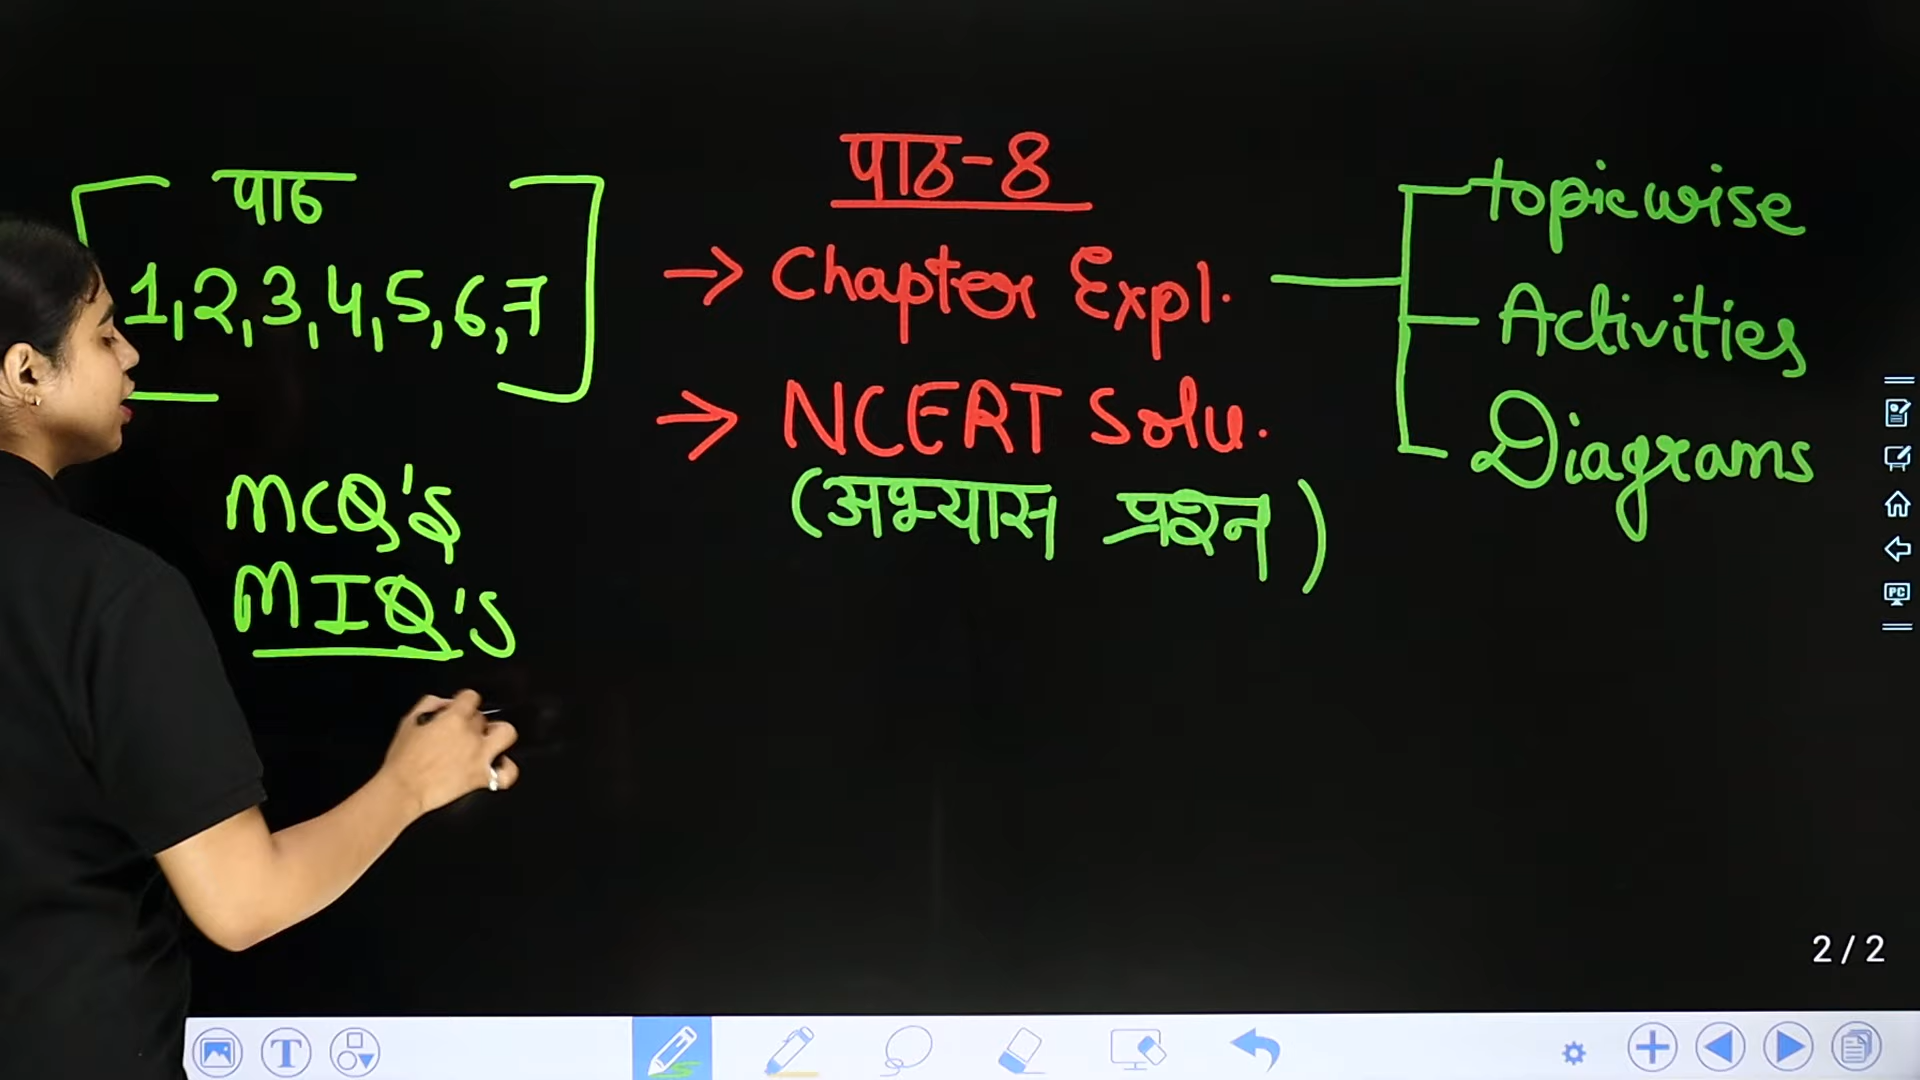 पाठ
1,2,3,4,5,6,7
MCQ's
MIQ's
पाठ-8
→ Chapter Expl.
→ NCERT Solu.
(अभ्यास प्रश्न)
topicwise
Activities
Diagrams
PC
2 / 2
T